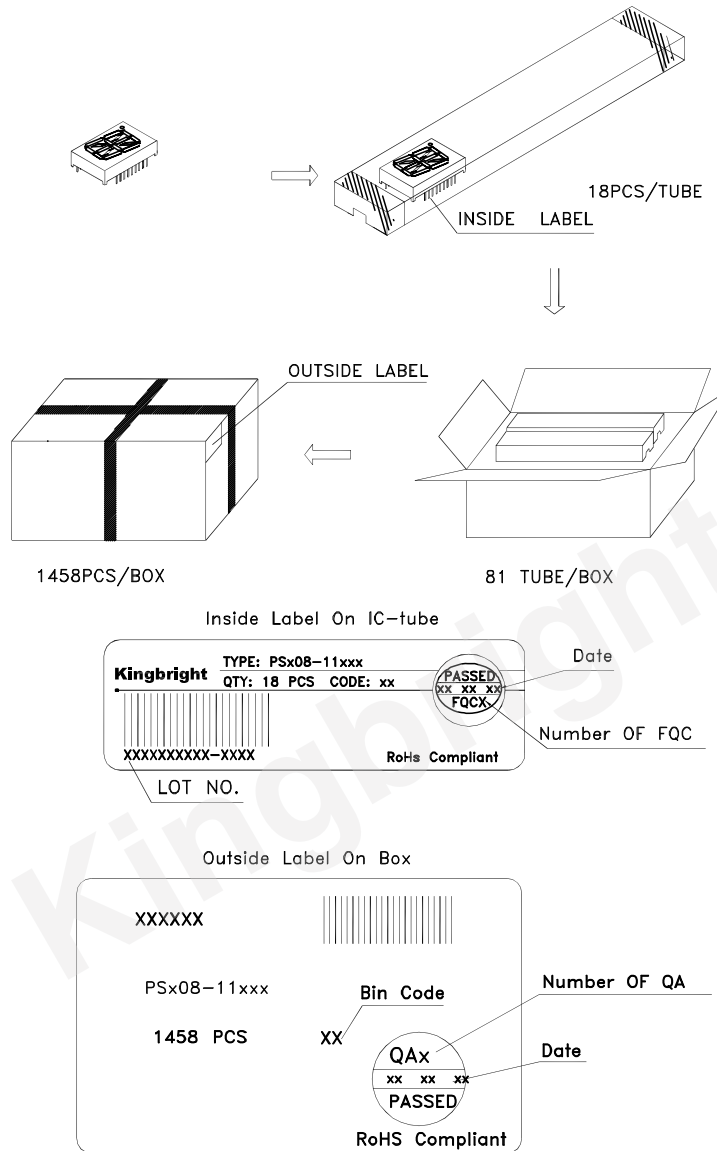 18PCS/TUBE
INSIDE LABEL
OUTSIDE LABEL
1458PCS/BOX
81 TUBE/BOX
Inside Label On IC-tube
Kingbright
TYPE: PSx08-11xxx
QTY: 18 PCS CODE: xx
PASSED
xx xx xx
FQCX
Date
Number OF FQC
XXXXXXXXXX-XXXX
RoHs Compliant
LOT NO.
Outside Label On Box
XXXXXX
PSx08-11xxx
Bin Code
Number OF QA
1458 PCS
XX
QAx
Date
xx xx xx
PASSED
RoHS Compliant
Kingbright